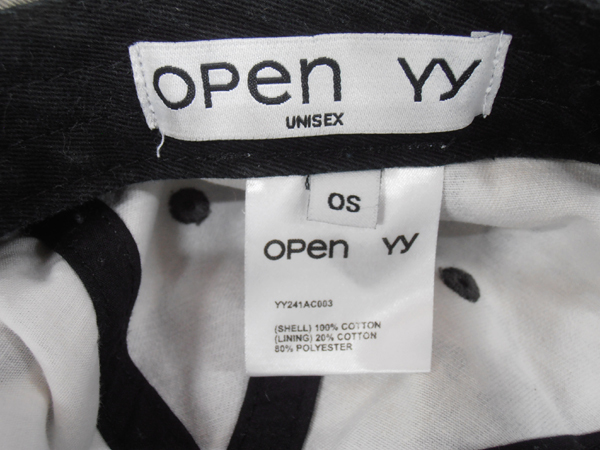 OPEN YY
UNISEX
OS
OPEN YY
YY241AC003
(SHELL) 100% COTTON
(LINING) 20% COTTON
80% POLYESTER